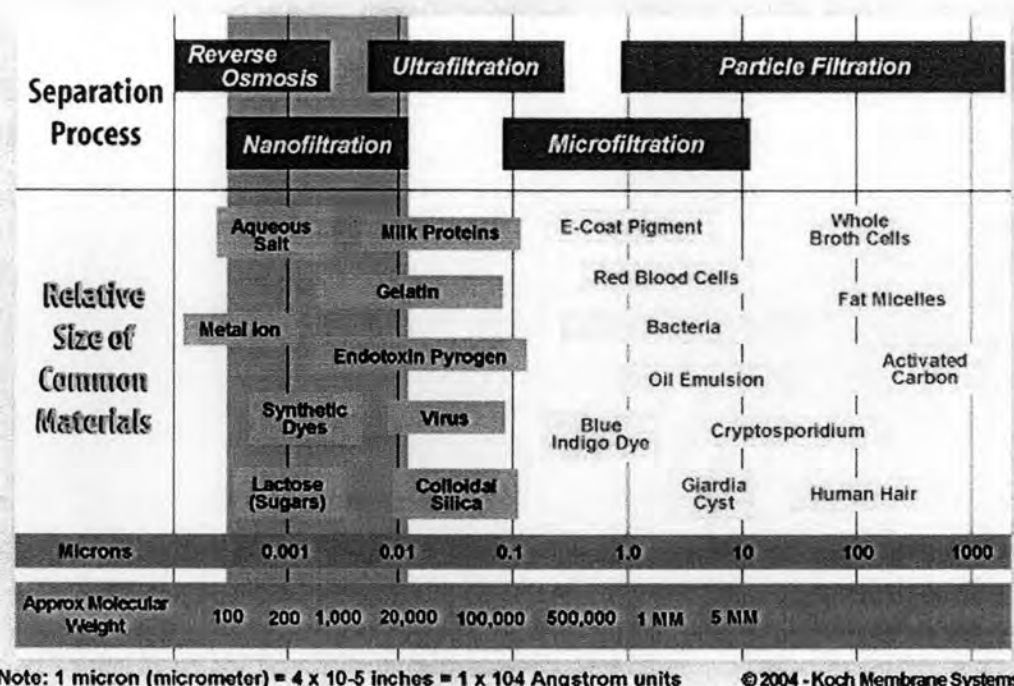 Reverse
Osmosis
Ultrafiltration
Particle Filtration
Separation
Process
Nanofiltration
Microfiltration
Aqueous
Salt
Milk Proteins
E-Coat Pigment
Whole
Broth Cells
Gelatin
Red Blood Cells
Fat Micelles
Relative
Size of
Common
Materials
Metal Ion
Bacteria
Endotoxin Pyrogen
Oil Emulsion
Activated
Carbon
Synthetic
Dyes
Virus
Blue
Indigo Dye
Cryptosporidium
Lactose
(Sugars)
Colloidal
Silica
Giardia
Cyst
Human Hair
Microns 0.001 0.01 0.1 1.0 10 100 1000
Approx Molecular
Weight
100 200 1,000 20,000 100,000 500,000 1 MM 5 MM
Note: 1 micron (micrometer) = 4 x 10-5 inches = 1 x 104 Angstrom units
© 2004 - Koch Membrane Systems